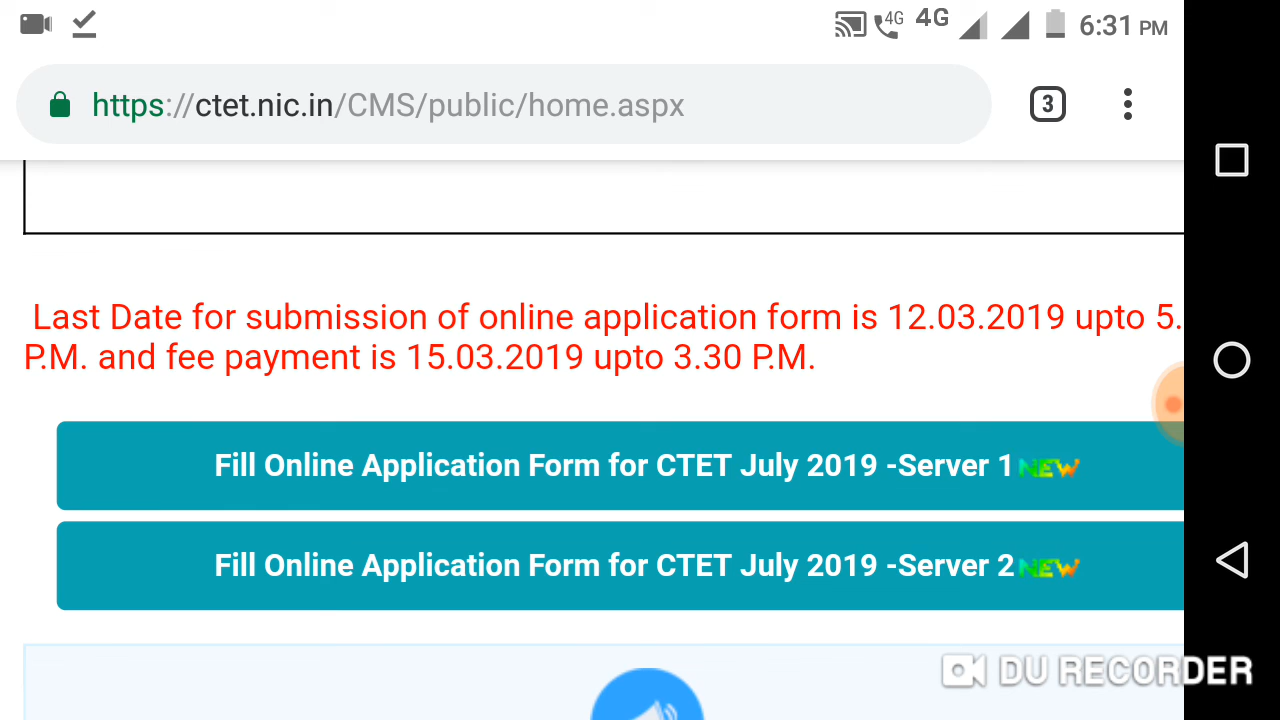 4G 4G 6:31 PM
https://ctet.nic.in/CMS/public/home.aspx 3
Last Date for submission of online application form is 12.03.2019 upto 5.
P.M. and fee payment is 15.03.2019 upto 3.30 P.M.
Fill Online Application Form for CTET July 2019 -Server 1 NEW
Fill Online Application Form for CTET July 2019 -Server 2 NEW
DU RECORDER